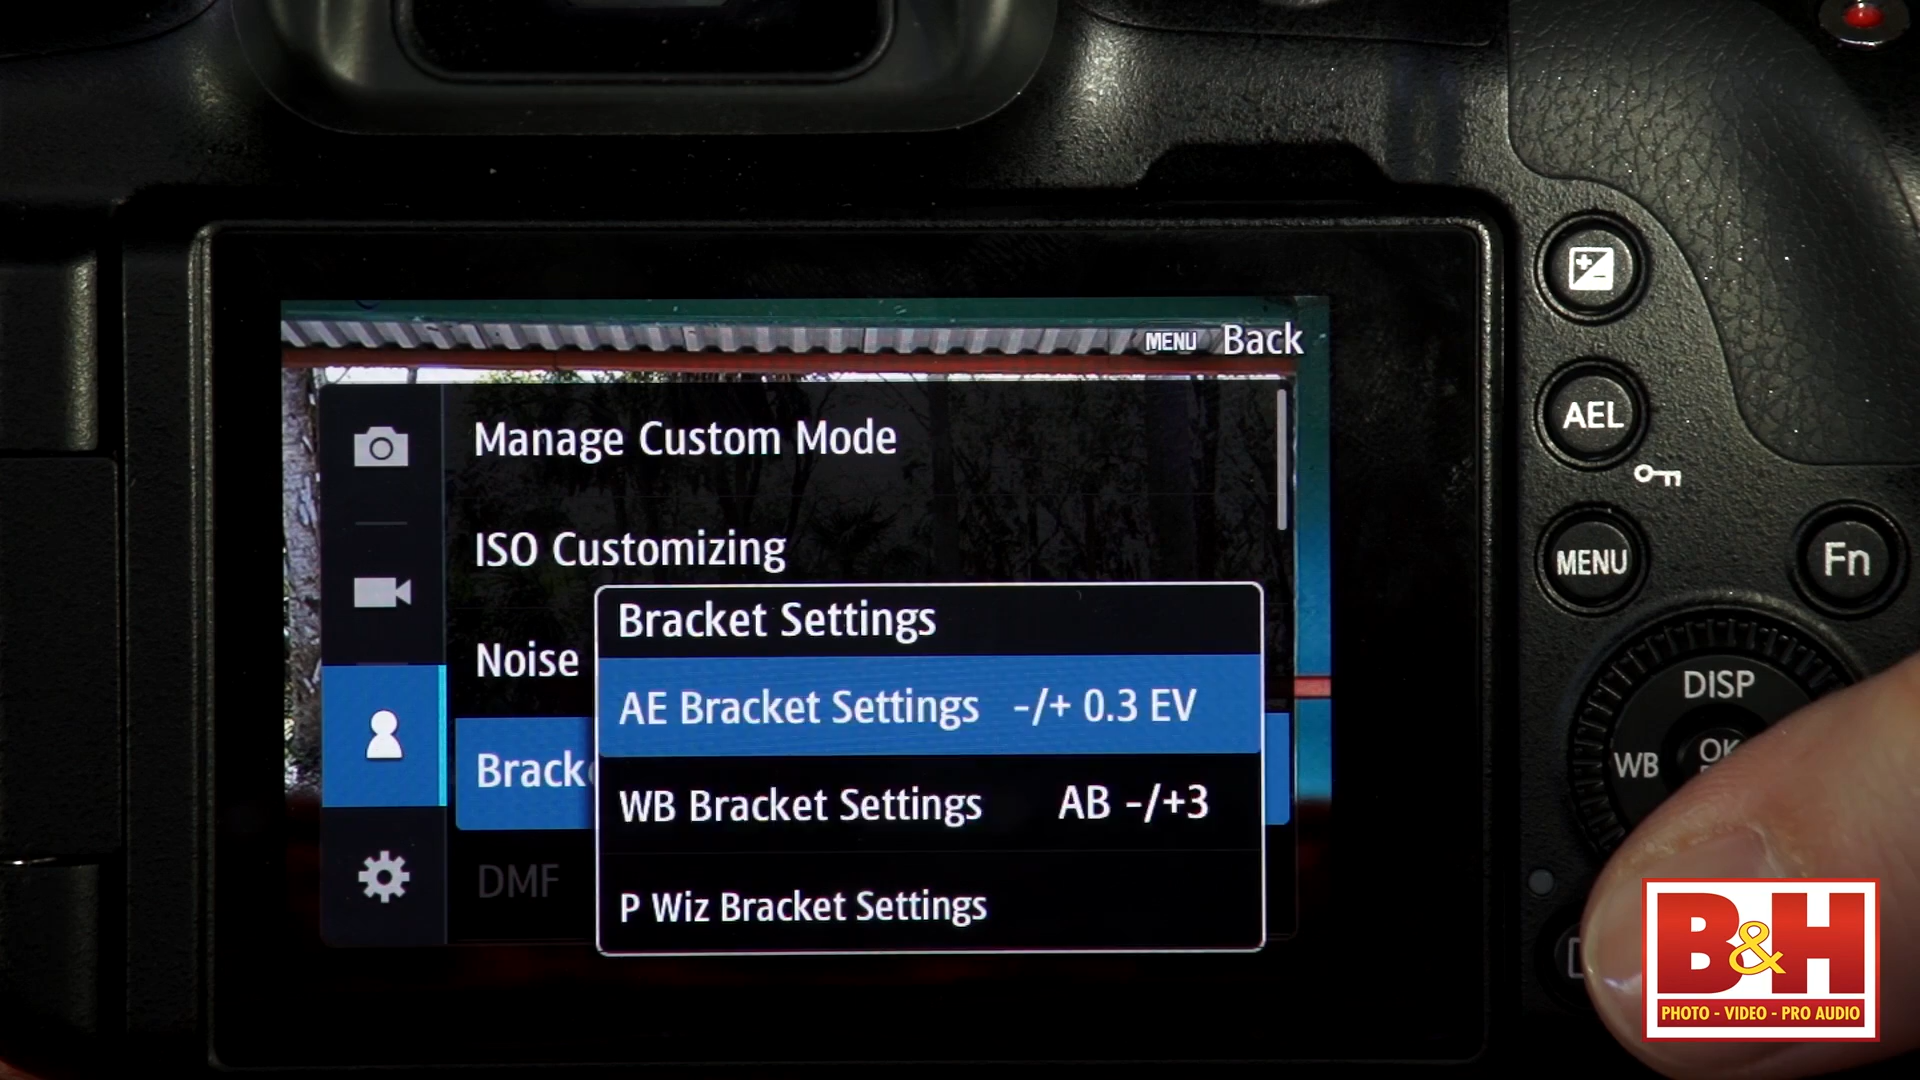 MENU Back
Manage Custom Mode
ISO Customizing
Noise
Bracket Settings
AE Bracket Settings -/+ 0.3 EV
WB Bracket Settings AB -/+3
P Wiz Bracket Settings
DMF
AEL
MENU
Fn
DISP
WB
OK
B&H
PHOTO - VIDEO - PRO AUDIO